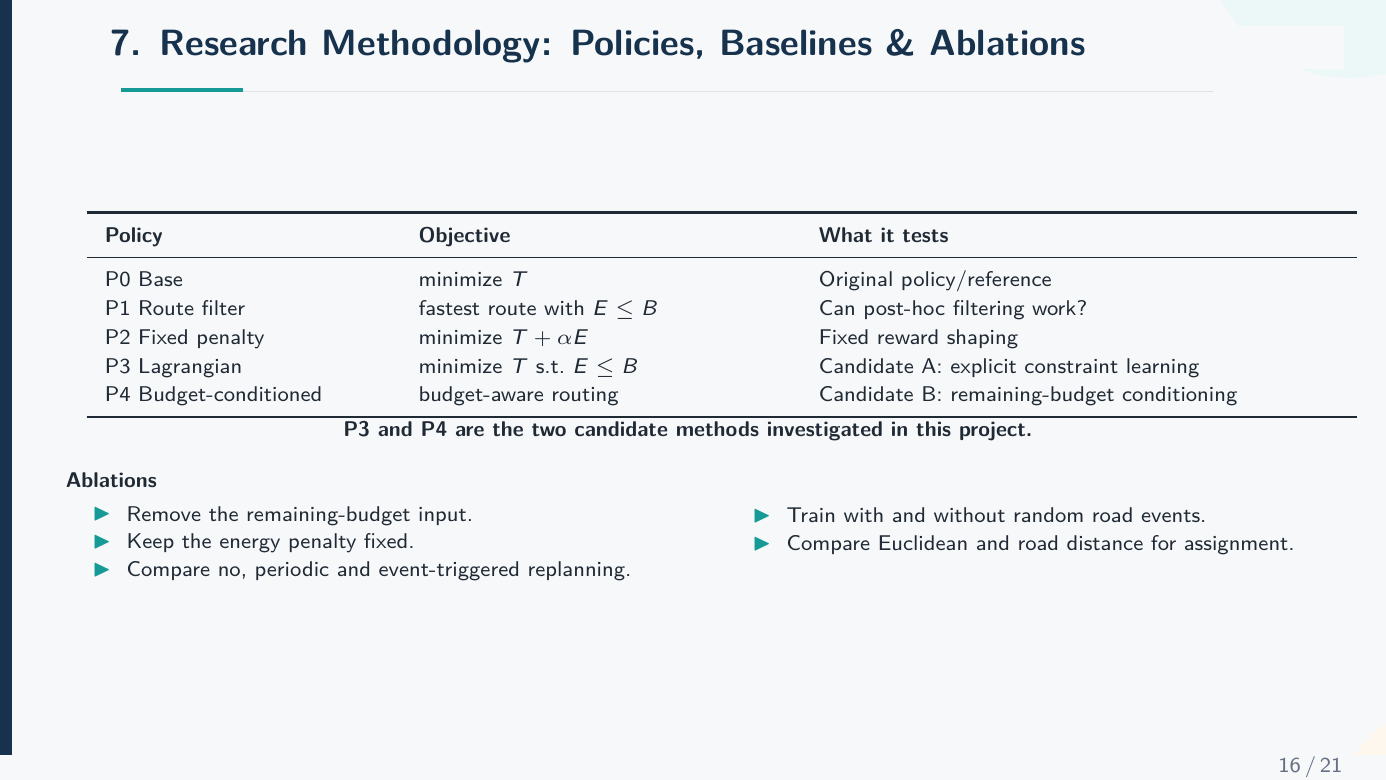 7. Research Methodology: Policies, Baselines & Ablations
Policy Objective What it tests
P0 Base minimize T Original policy/reference
P1 Route filter fastest route with E ≤ B Can post-hoc filtering work?
P2 Fixed penalty minimize T + αE Fixed reward shaping
P3 Lagrangian minimize T s.t. E ≤ B Candidate A: explicit constraint learning
P4 Budget-conditioned budget-aware routing Candidate B: remaining-budget conditioning
P3 and P4 are the two candidate methods investigated in this project.
Ablations
▶ Remove the remaining-budget input.
▶ Keep the energy penalty fixed.
▶ Compare no, periodic and event-triggered replanning.
▶ Train with and without random road events.
▶ Compare Euclidean and road distance for assignment.
16 / 21